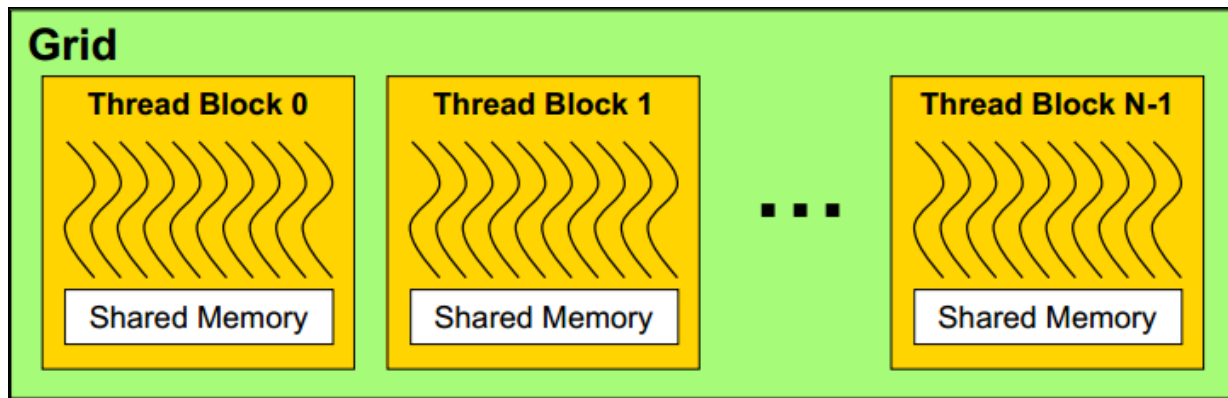 Grid
Thread Block 0
Thread Block 1
Thread Block N-1
...
Shared Memory
Shared Memory
Shared Memory